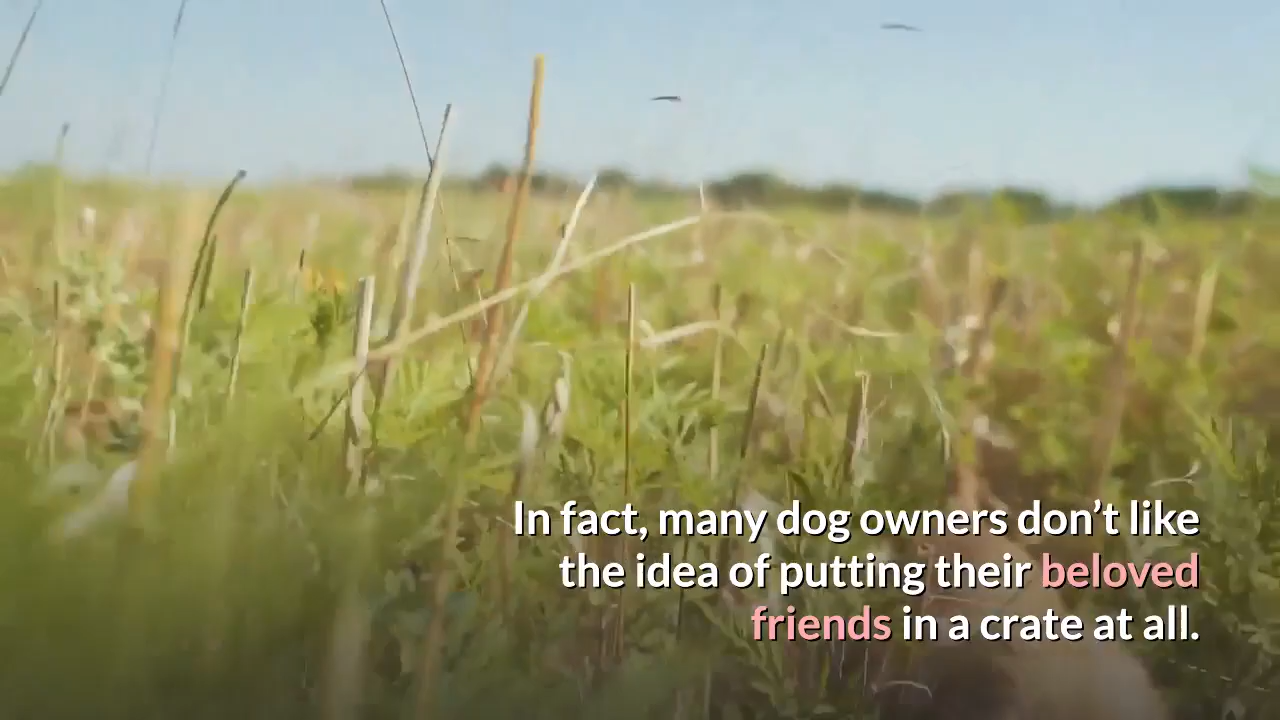 In fact, many dog owners don’t like
the idea of putting their beloved
friends in a crate at all.